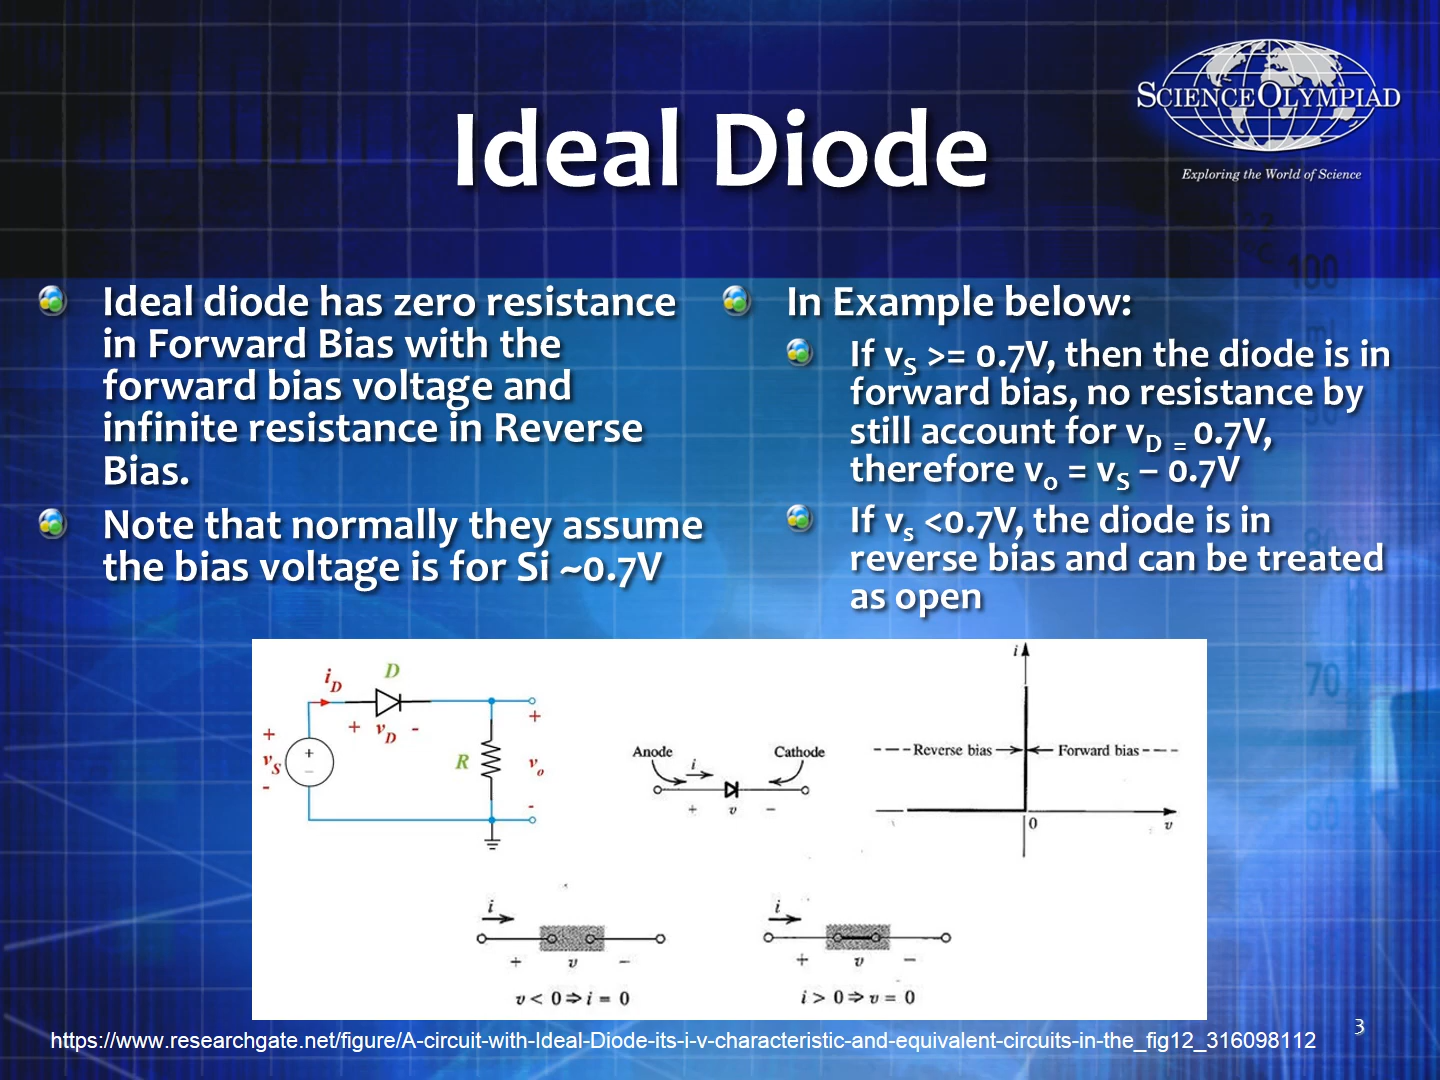 SCIENCE OLYMPIAD
Exploring the World of Science
Ideal Diode
Ideal diode has zero resistance
in Forward Bias with the
forward bias voltage and
infinite resistance in Reverse
Bias.
Note that normally they assume
the bias voltage is for Si ~0.7V
In Example below:
If vS >= 0.7V, then the diode is in
forward bias, no resistance by
still account for vD = 0.7V,
therefore vo = vS – 0.7V
If vs <0.7V, the diode is in
reverse bias and can be treated
as open
iD
D
+ vD -
+
vS
-
+
–
R
+
vo
-
Anode
Cathode
i
+ v –
i
Reverse bias
Forward bias
0
v
i
+ v –
v < 0 ⇒ i = 0
i
+ v –
i > 0 ⇒ v = 0
100
ml
70
60
https://www.researchgate.net/figure/A-circuit-with-Ideal-Diode-its-i-v-characteristic-and-equivalent-circuits-in-the_fig12_316098112
3